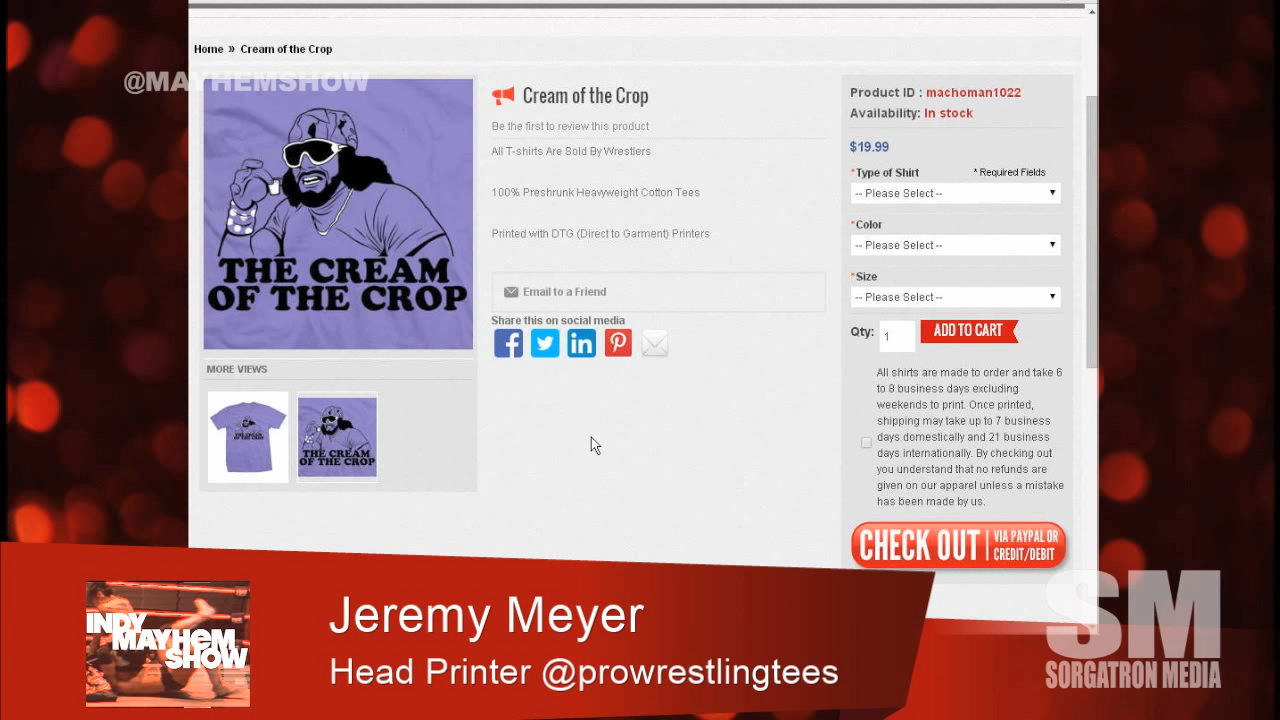 Home » Cream of the Crop
@MAYHEMSHOW
THE CREAM
OF THE CROP
MORE VIEWS
THE CREAM
OF THE CROP
THE CREAM
OF THE CROP
Cream of the Crop
Be the first to review this product
All T-shirts Are Sold By Wrestlers
100% Preshrunk Heavyweight Cotton Tees
Printed with DTG (Direct to Garment) Printers
Email to a Friend
Share this on social media
Product ID : machoman1022
Availability: In stock
$19.99
*Type of Shirt * Required Fields
-- Please Select --
*Color
-- Please Select --
*Size
-- Please Select --
Qty: 1 ADD TO CART
All shirts are made to order and take 6
to 8 business days excluding
weekends to print. Once printed,
shipping may take up to 7 business
days domestically and 21 business
days internationally. By checking out
you understand that no refunds are
given on our apparel unless a mistake
has been made by us.
CHECK OUT VIA PAYPAL OR
CREDIT/DEBIT
INDY
MAYHEM
SHOW
Jeremy Meyer
Head Printer @prowrestlingtees
SM
SORGATRON MEDIA